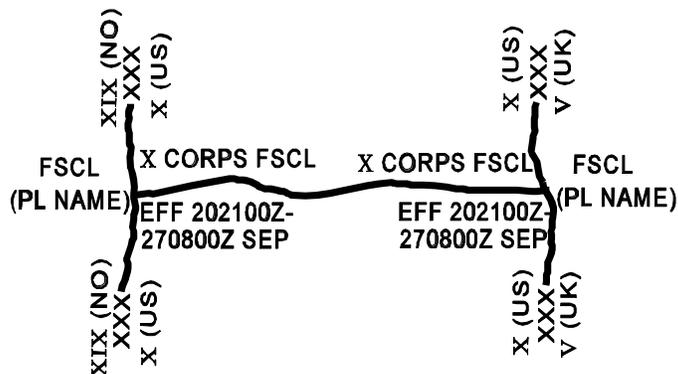 XIX (NO)
XXX
X (US)
X (US)
XXX
V (UK)
X CORPS FSCL
X CORPS FSCL
FSCL
(PL NAME)
FSCL
(PL NAME)
EFF 202100Z-
270800Z SEP
EFF 202100Z-
270800Z SEP
XIX (NO)
XXX
X (US)
X (US)
XXX
V (UK)